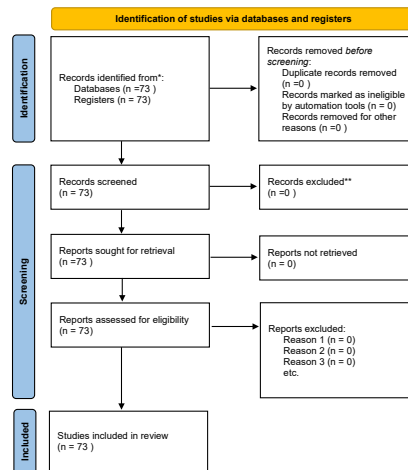 Identification of studies via databases and registers
Identification
Records identified from*:
Databases (n =73 )
Registers (n = 73)
Records removed before
screening:
Duplicate records removed
(n =0 )
Records marked as ineligible
by automation tools (n = 0)
Records removed for other
reasons (n =0 )
Screening
Records screened
(n = 73)
Records excluded**
(n =0 )
Reports sought for retrieval
(n =73 )
Reports not retrieved
(n = 0)
Reports assessed for eligibility
(n = 73)
Reports excluded:
Reason 1 (n = 0)
Reason 2 (n = 0)
Reason 3 (n = 0)
etc.
Included
Studies included in review
(n = 73 )